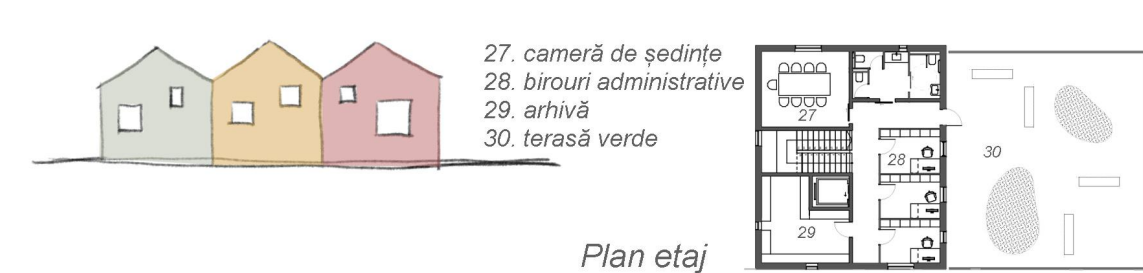 27. cameră de ședințe
28. birouri administrative
29. arhivă
30. terasă verde
27
28
30
29
Plan etaj